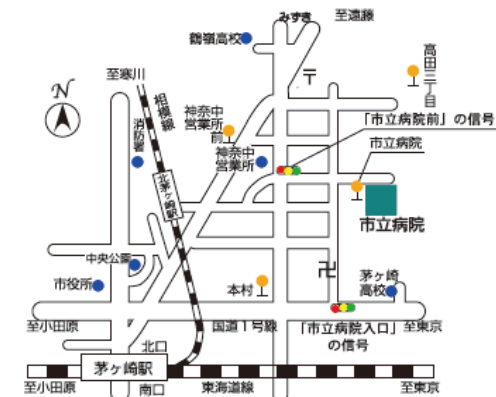 みずき
至遠藤
鶴嶺高校
〒
高田三丁目
N
至寒川
相模線
消防署
神奈中
営業所
前
神奈中
営業所
「市立病院前」の信号
市立病院
北茅ヶ崎駅
市立病院
中央公園
市役所
本村
卍
茅ヶ崎
高校
至小田原
国道1号線
「市立病院入口」
の信号
至東京
北口
茅ヶ崎駅
至小田原
南口
東海道線
至東京